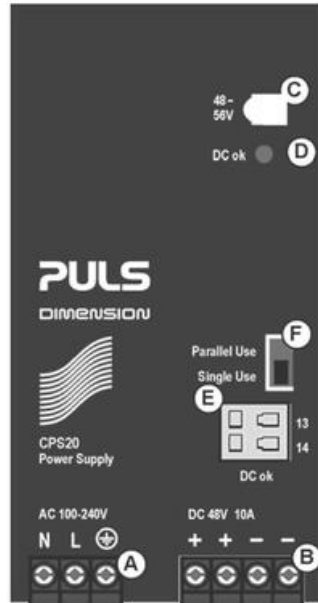 C
48-
56V
DC ok D
PULS
DIMENSION
F
Parallel Use
Single Use
E
13
14
CPS20
Power Supply
DC ok
AC 100-240V
DC 48V 10A
N L
+ + - -
A
B